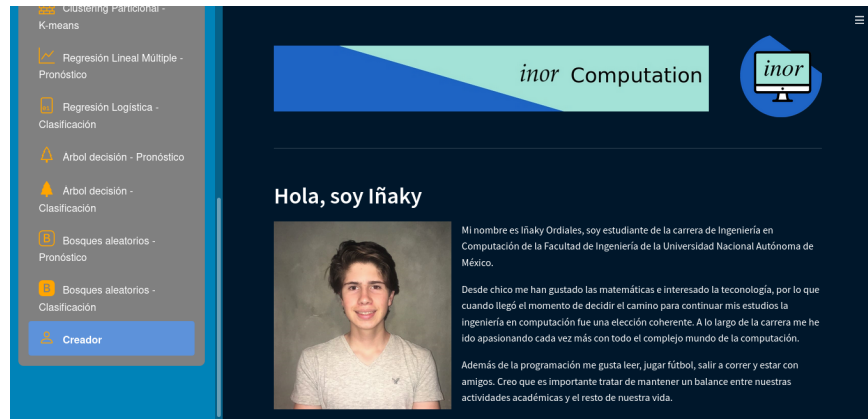 Clustering Particional -
K-means
Regresión Lineal Múltiple -
Pronóstico
Regresión Logística -
Clasificación
Arbol decisión - Pronóstico
Arbol decisión -
Clasificación
Bosques aleatorios -
Pronóstico
Bosques aleatorios -
Clasificación
Creador
inor Computation
inor
Hola, soy Iñaky
Mi nombre es Iñaky Ordiales, soy estudiante de la carrera de Ingeniería en
Computación de la Facultad de Ingeniería de la Universidad Nacional Autónoma de
México.
Desde chico me han gustado las matemáticas e interesado la teconología, por lo que
cuando llegó el momento de decidir el camino para continuar mis estudios la
ingeniería en computación fue una elección coherente. A lo largo de la carrera me he
ido apasionando cada vez más con todo el complejo mundo de la computación.
Además de la programación me gusta leer, jugar fútbol, salir a correr y estar con
amigos. Creo que es importante tratar de mantener un balance entre nuestras
actividades académicas y el resto de nuestra vida.